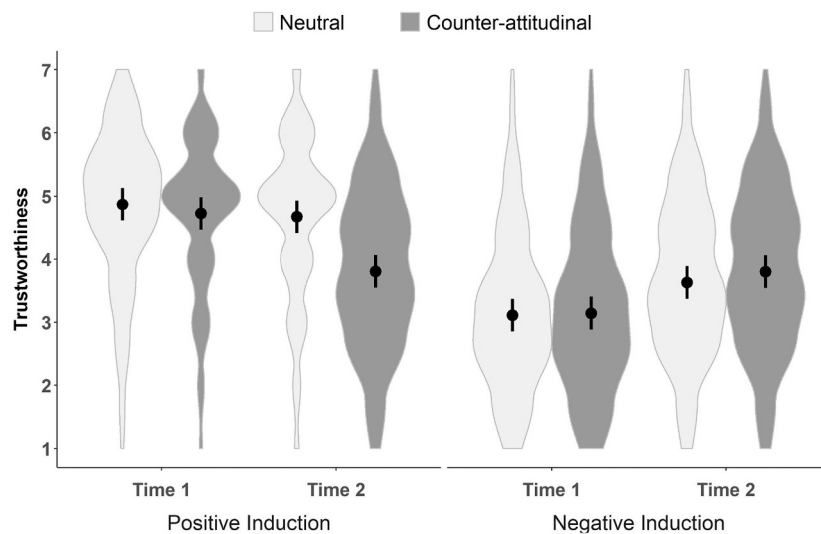 Neutral Counter-attitudinal
7
6
5
4
3
2
1
Trustworthiness
Time 1 Time 2 Time 1 Time 2
Positive Induction Negative Induction